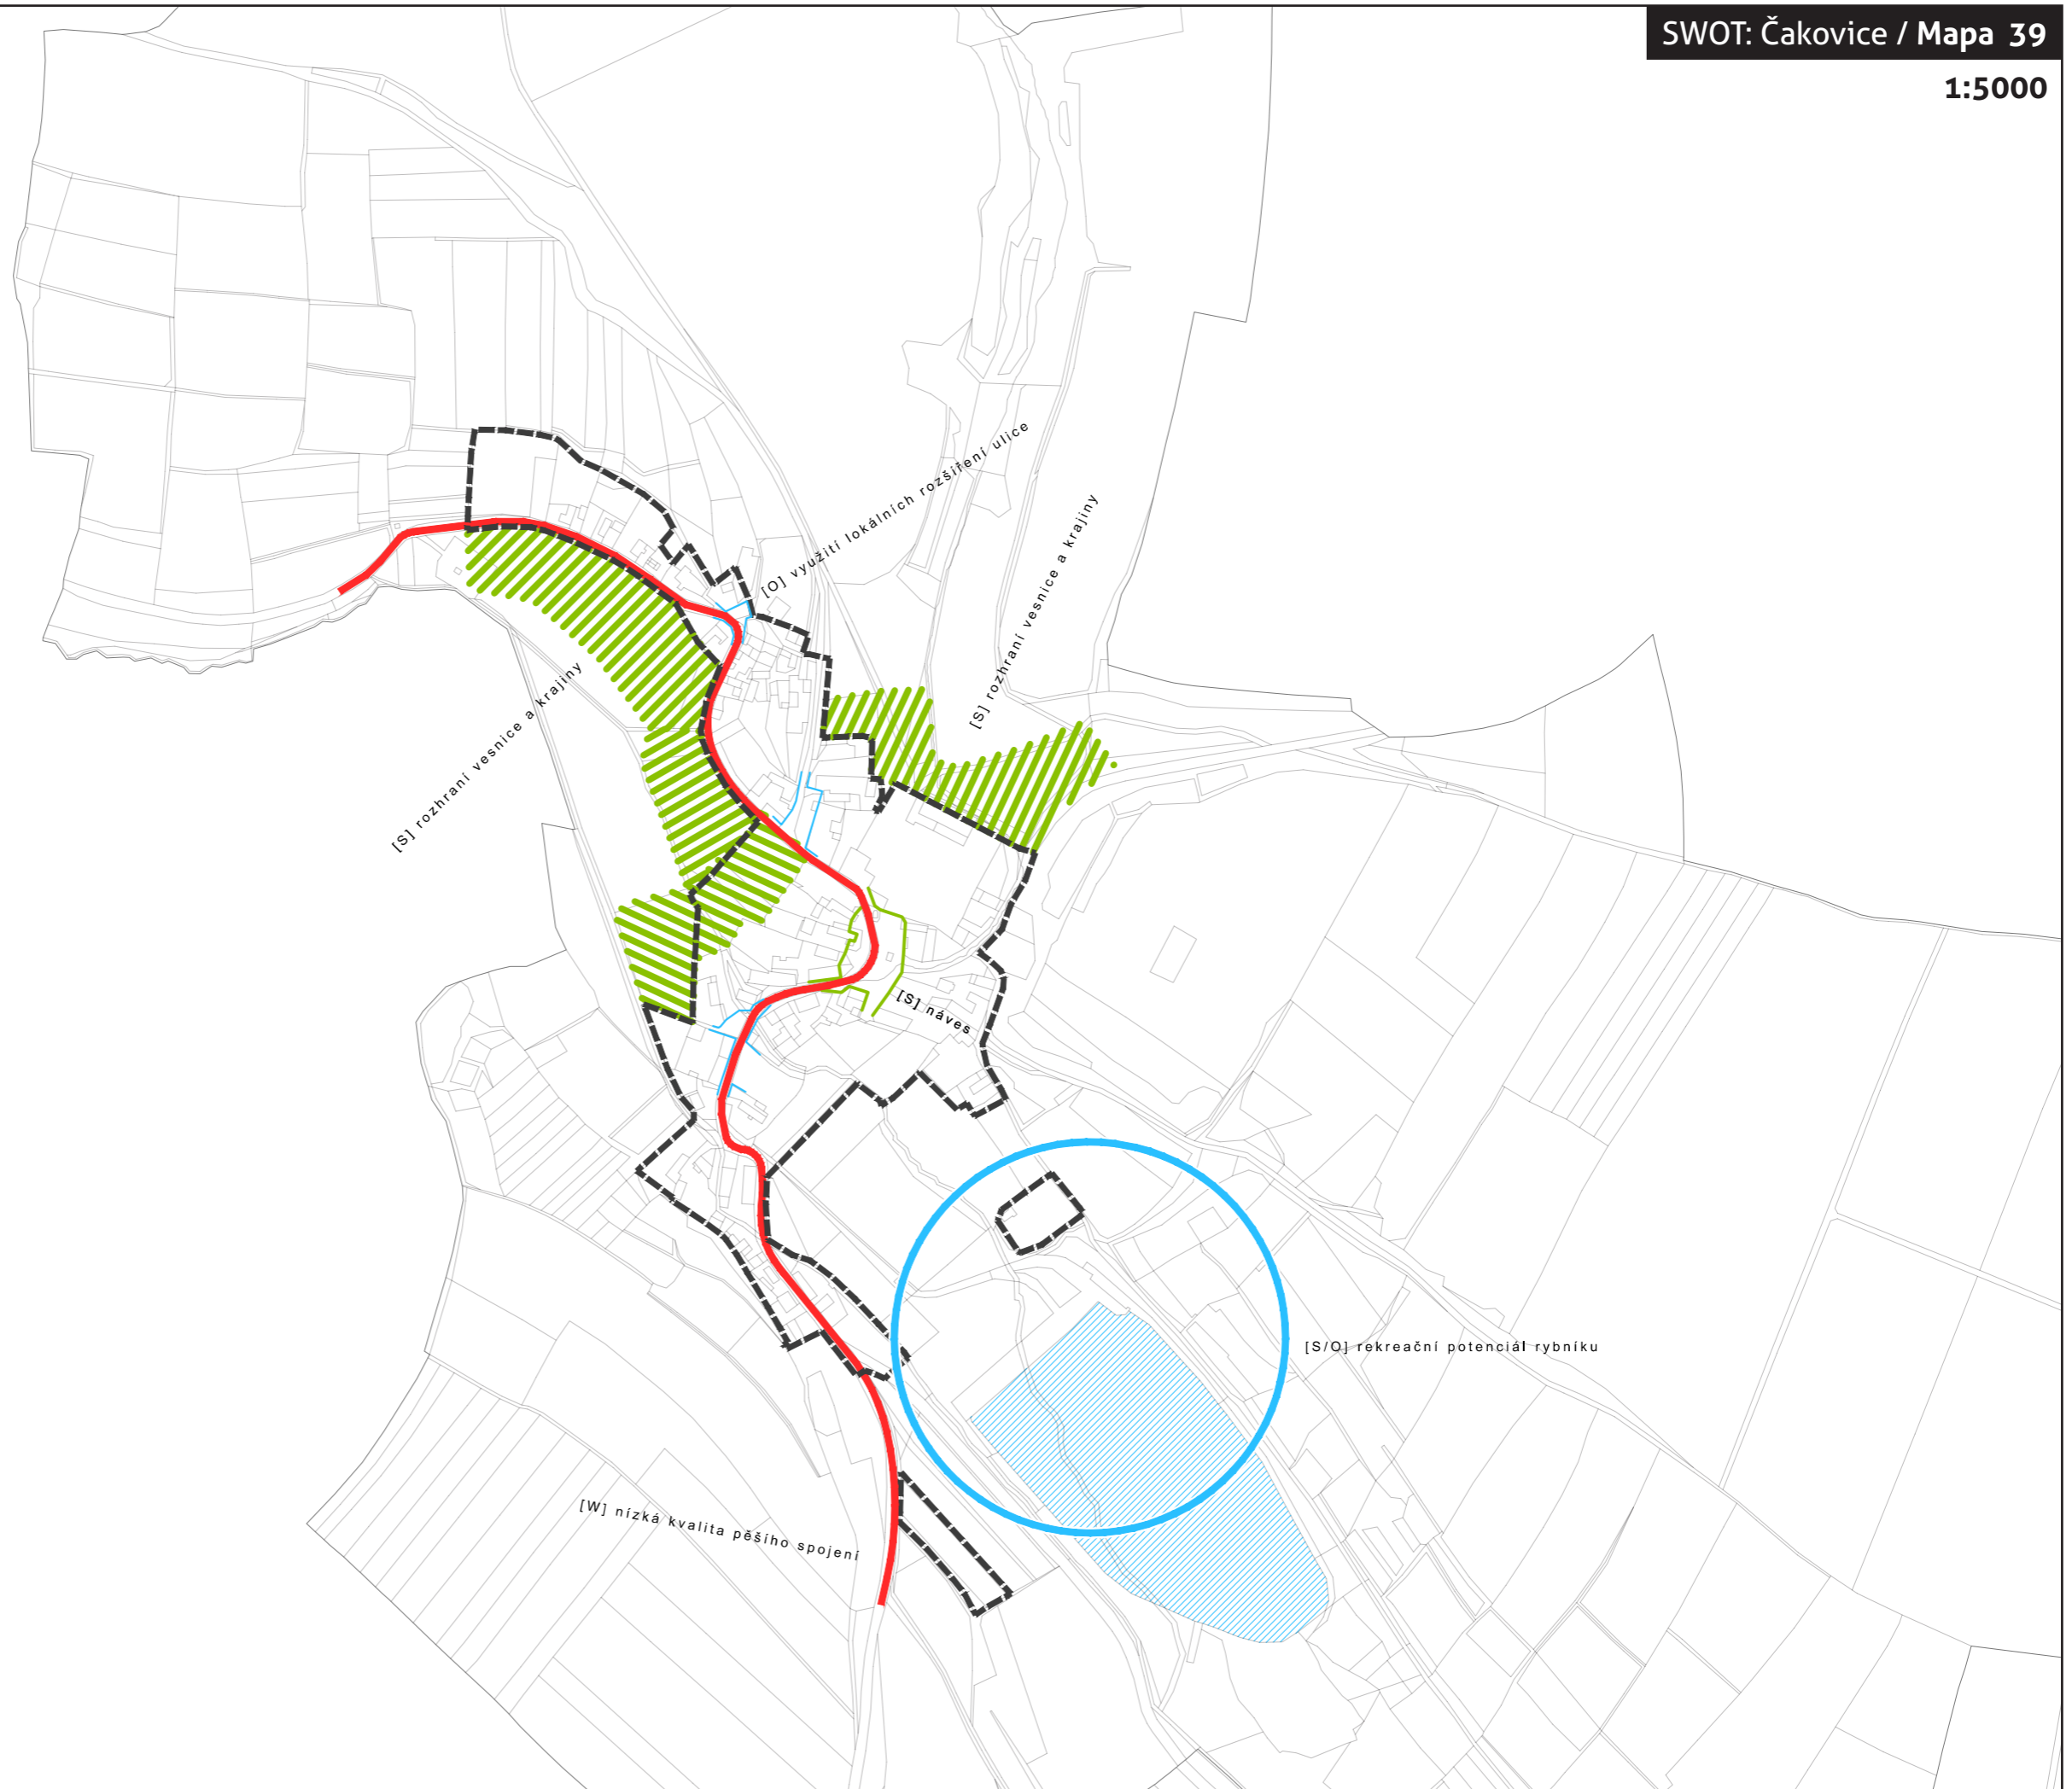 SWOT: Čakovice / Mapa 39
1:5000
[O] využití lokálních rozšíření ulice
[S] rozhraní vesnice a krajiny
[S] rozhraní vesnice a krajiny
[S] náves
[S/O] rekreační potenciál rybníku
[W] nízká kvalita pěšího spojení